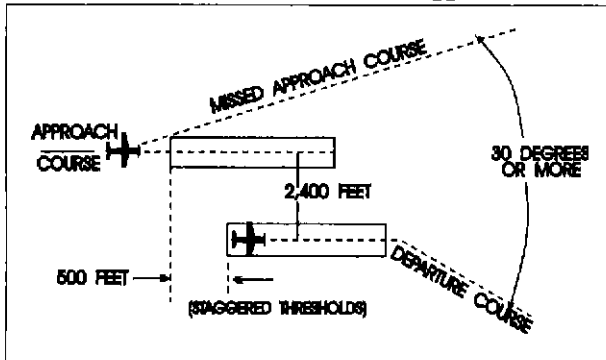 MISSED APPROACH COURSE
APPROACH
COURSE
30 DEGREES
OR MORE
2,400 FEET
500 FEET
(STAGGERED THRESHOLDS)
DEPARTURE COURSE